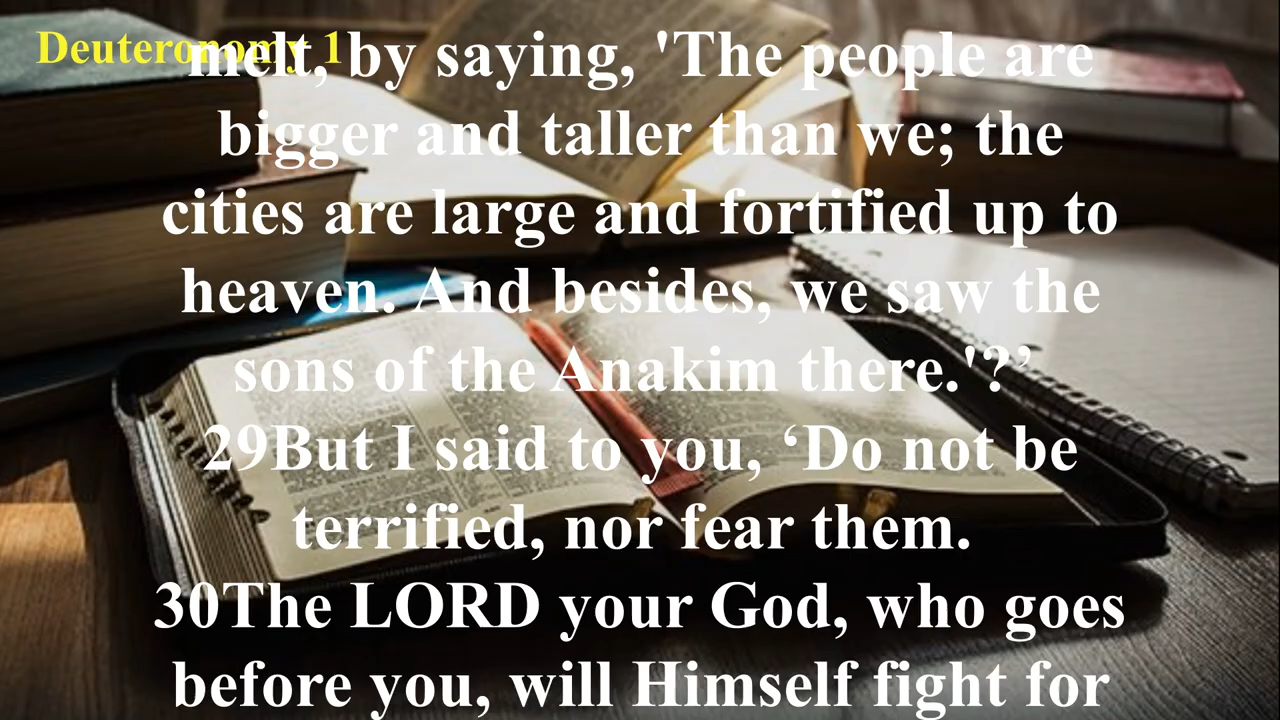 Deuteronomy 1
melt, by saying, 'The people are
bigger and taller than we; the
cities are large and fortified up to
heaven. And besides, we saw the
sons of the Anakim there.'?’
29But I said to you, ‘Do not be
terrified, nor fear them.
30The LORD your God, who goes
before you, will Himself fight for